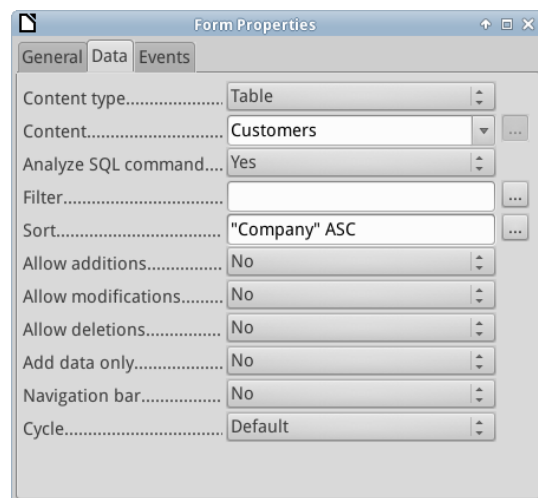 Form Properties
General Data Events
Content type..................... Table
Content............................ Customers
Analyze SQL command.... Yes
Filter.................................
Sort.................................. "Company" ASC
Allow additions................. No
Allow modifications......... No
Allow deletions................. No
Add data only................... No
Navigation bar................. No
Cycle................................ Default